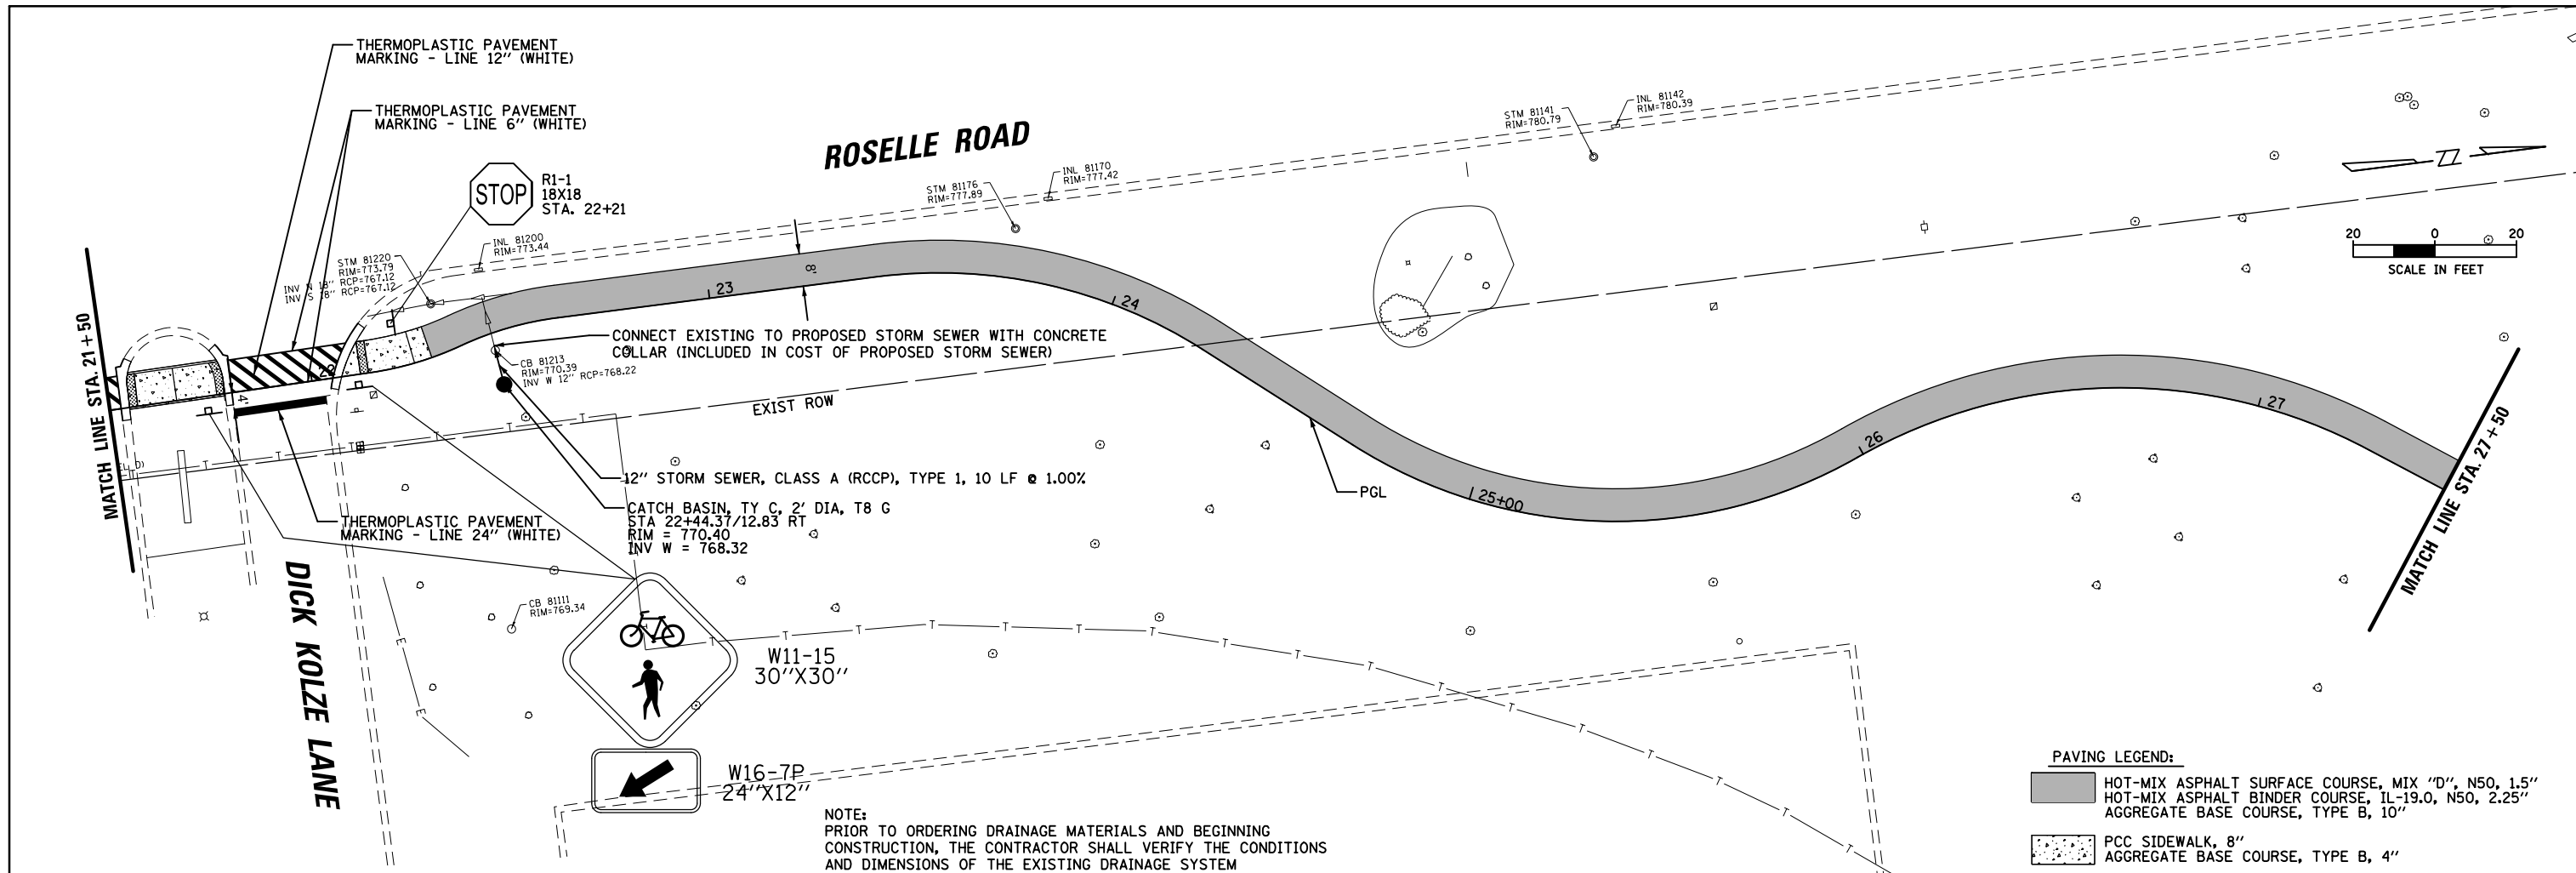 THERMOPLASTIC PAVEMENT
MARKING - LINE 12" (WHITE)
THERMOPLASTIC PAVEMENT
MARKING - LINE 6" (WHITE)
STOP
R1-1
18X18
STA. 22+21
ROSELLE ROAD
STM 81141
RIM=780.79
INL 81142
RIM=780.39
STM 81176
RIM=777.89
INL 81170
RIM=777.42
INL 81200
RIM=773.44
STM 81220
RIM=773.79
INV N 18" RCP=767.12
INV S 18" RCP=767.12
20 0 20
SCALE IN FEET
MATCH LINE STA. 21+50
22
23
8'
24
25+00
26
27
4'
CONNECT EXISTING TO PROPOSED STORM SEWER WITH CONCRETE
COLLAR (INCLUDED IN COST OF PROPOSED STORM SEWER)
CB 81213
RIM=770.39
INV W 12" RCP=768.22
EXIST ROW
PGL
MATCH LINE STA. 27+50
12" STORM SEWER, CLASS A (RCCP), TYPE 1, 10 LF @ 1.00%
CATCH BASIN, TY C, 2' DIA, T8 G
STA 22+44.37/12.83 RT
RIM = 770.40
INV W = 768.32
THERMOPLASTIC PAVEMENT
MARKING - LINE 24" (WHITE)
DICK KOLZE LANE
CB 81111
RIM=769.34
W11-15
30"X30"
W16-7P
24"X12"
NOTE:
PRIOR TO ORDERING DRAINAGE MATERIALS AND BEGINNING
CONSTRUCTION, THE CONTRACTOR SHALL VERIFY THE CONDITIONS
AND DIMENSIONS OF THE EXISTING DRAINAGE SYSTEM
PAVING LEGEND:
HOT-MIX ASPHALT SURFACE COURSE, MIX "D", N50, 1.5"
HOT-MIX ASPHALT BINDER COURSE, IL-19.0, N50, 2.25"
AGGREGATE BASE COURSE, TYPE B, 10"
PCC SIDEWALK, 8"
AGGREGATE BASE COURSE, TYPE B, 4"